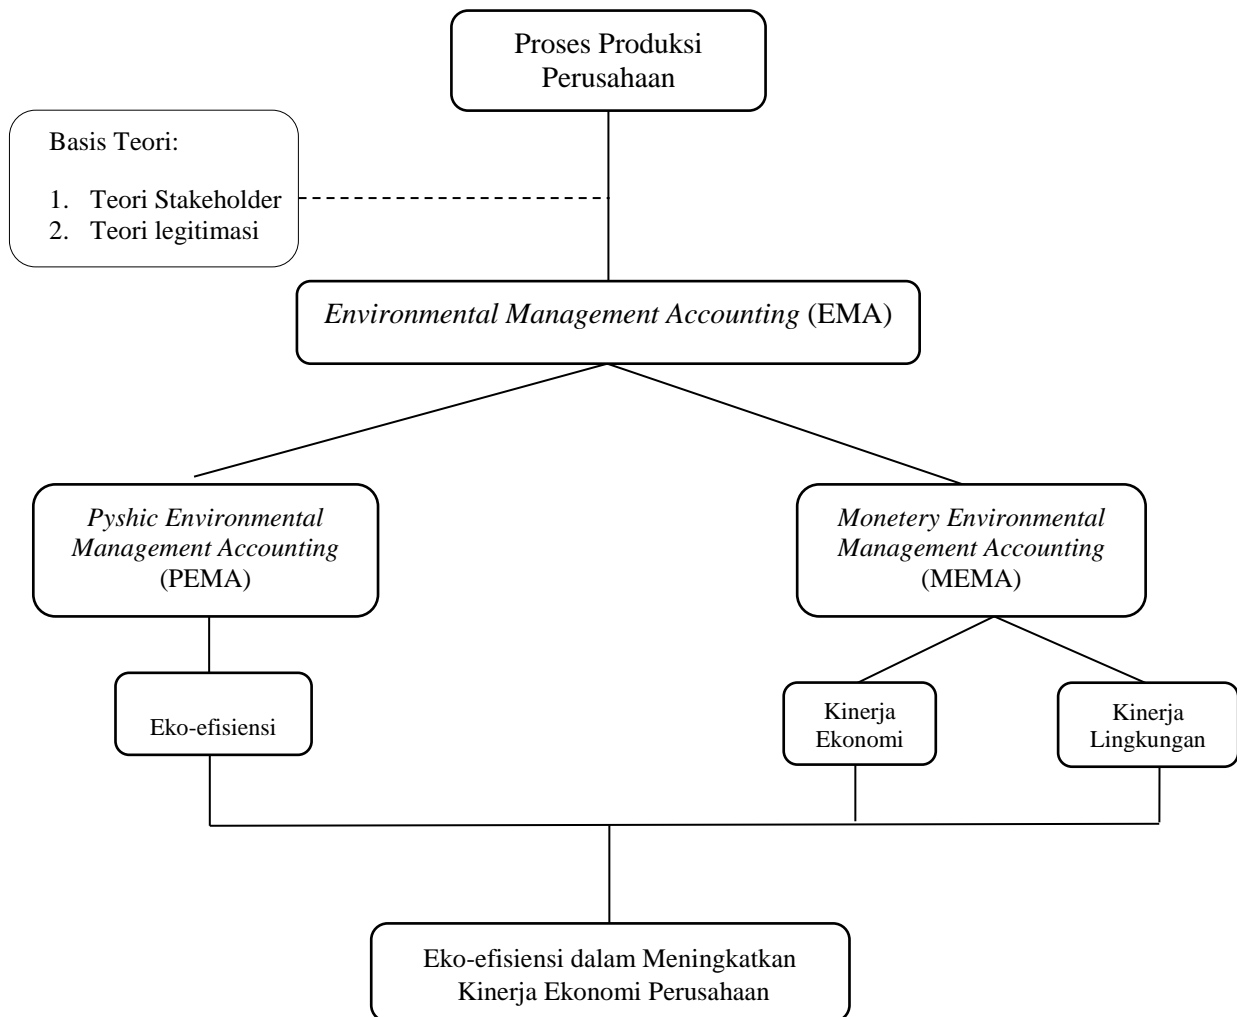 Proses Produksi
Perusahaan
Basis Teori:
1. Teori Stakeholder
2. Teori legitimasi
Environmental Management Accounting (EMA)
Pyshic Environmental
Management Accounting
(PEMA)
Monetery Environmental
Management Accounting
(MEMA)
Eko-efisiensi
Kinerja
Ekonomi
Kinerja
Lingkungan
Eko-efisiensi dalam Meningkatkan
Kinerja Ekonomi Perusahaan